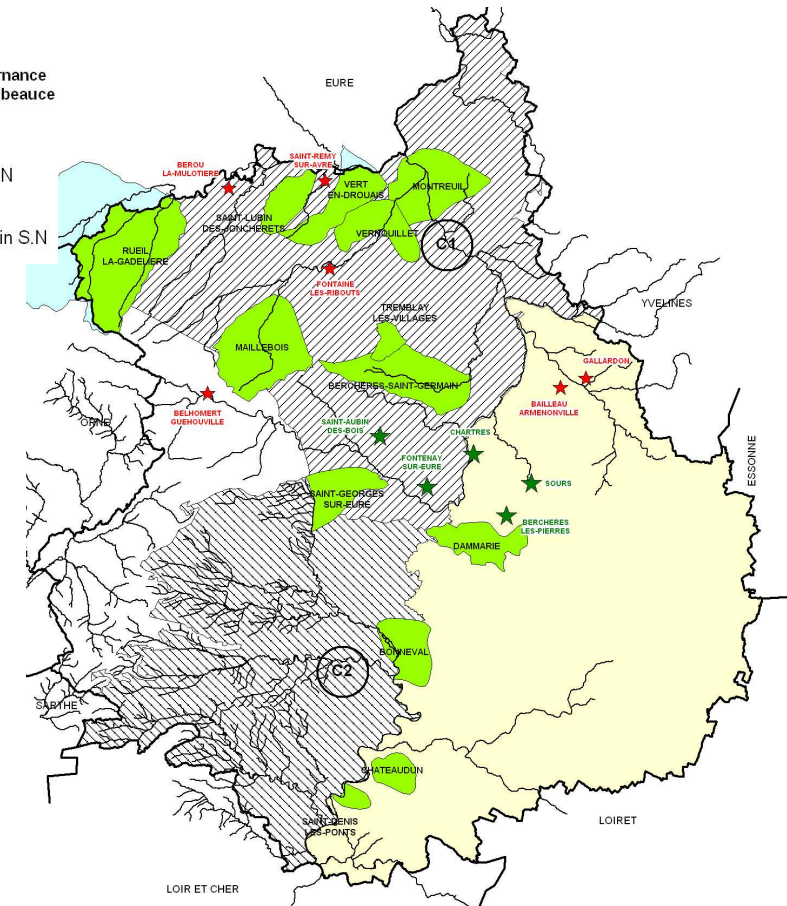 rnance
beauce
EURE
N
BEROU
LA-MULOTIERE
SAINT-REMY
SUR-AVRE
VERT
EN-DROUAIS
MONTREUIL
in S.N
SAINT-LUBIN
DES-JONCHERETS
VERNOUILLET
C1
RUEIL
LA-GADELIERE
FONTAINE
LES-RIBOUTS
TREMBLAY
LES-VILLAGES
YVELINES
MAILLEBOIS
GALLARDON
BERCHERES-SAINT-GERMAIN
BAILLEAU
ARMENONVILLE
BELHOMERT
GUEHOUVILLE
ORNE
SAINT-AUBIN
DES-BOIS
CHARTRES
FONTENAY
SUR-EURE
ESSONNE
SOURS
SAINT-GEORGES
SUR-EURE
BERCHERES
LES-PIERRES
DAMMARIE
BONNEVAL
C2
SARTHE
CHATEAUDUN
SAINT-DENIS
LES-PONTS
LOIRET
LOIR ET CHER